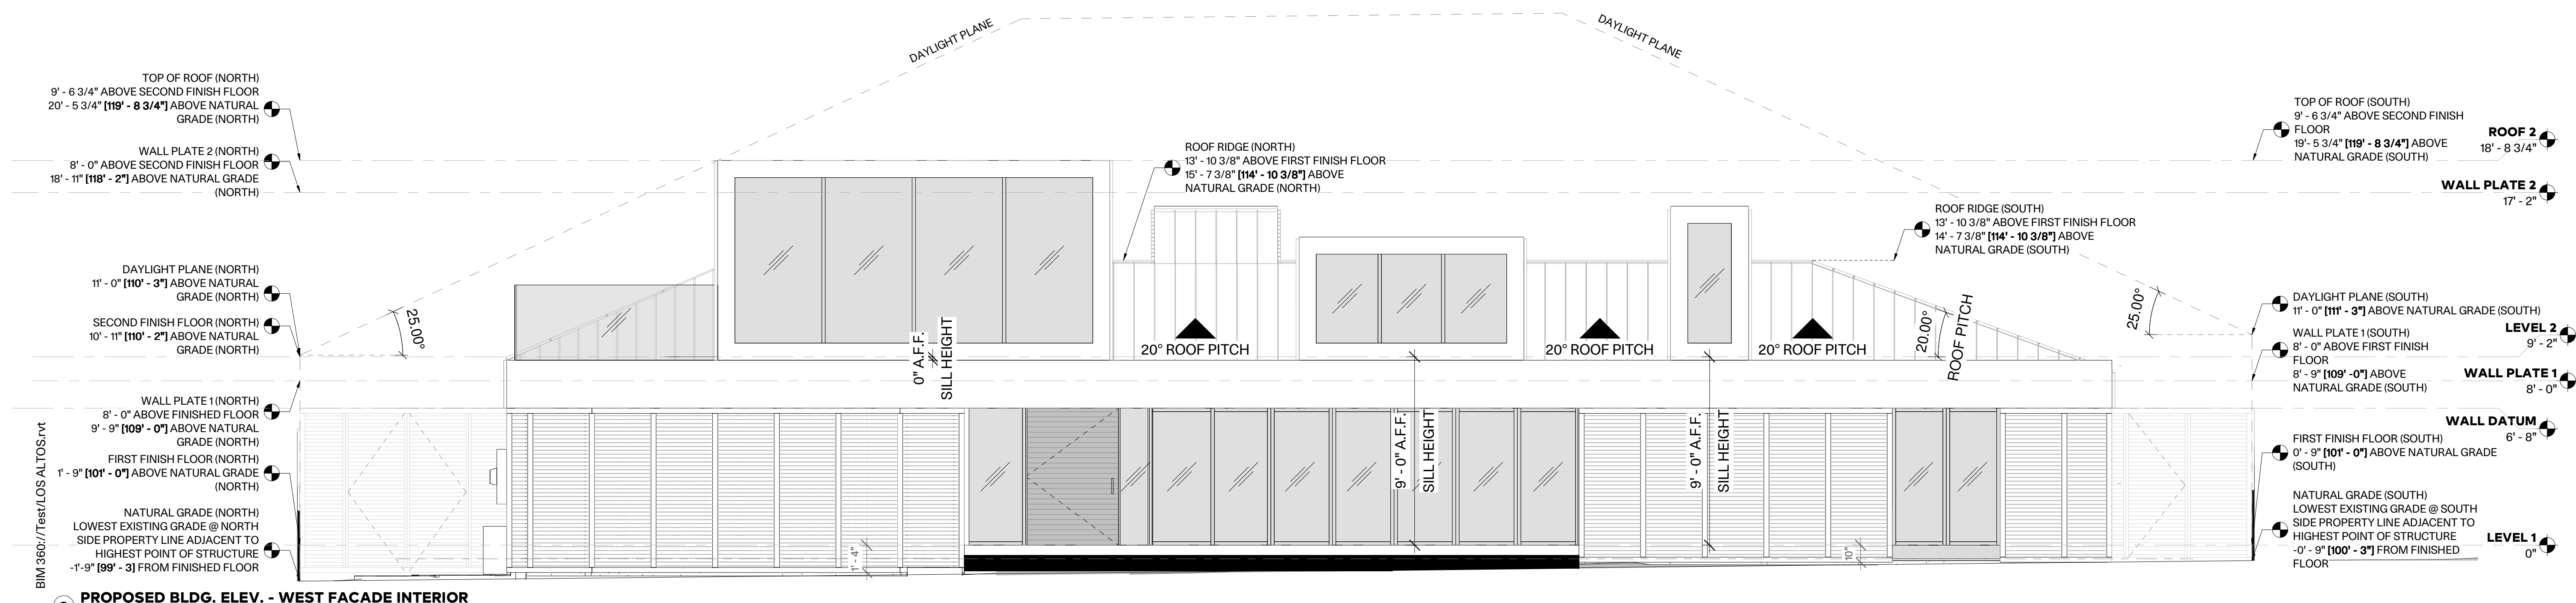 DAYLIGHT PLANE
DAYLIGHT PLANE
TOP OF ROOF (NORTH)
9' - 6 3/4" ABOVE SECOND FINISH FLOOR
20' - 5 3/4" [119' - 8 3/4"] ABOVE NATURAL
GRADE (NORTH)
WALL PLATE 2 (NORTH)
8' - 0" ABOVE SECOND FINISH FLOOR
18' - 11" [118' - 2"] ABOVE NATURAL GRADE
(NORTH)
DAYLIGHT PLANE (NORTH)
11' - 0" [110' - 3"] ABOVE NATURAL
GRADE (NORTH)
SECOND FINISH FLOOR (NORTH)
10' - 11" [110' - 2"] ABOVE NATURAL
GRADE (NORTH)
WALL PLATE 1 (NORTH)
8' - 0" ABOVE FINISHED FLOOR
9' - 9" [109' - 0"] ABOVE NATURAL
GRADE (NORTH)
FIRST FINISH FLOOR (NORTH)
1' - 9" [101' - 0"] ABOVE NATURAL GRADE
(NORTH)
NATURAL GRADE (NORTH)
LOWEST EXISTING GRADE @ NORTH
SIDE PROPERTY LINE ADJACENT TO
HIGHEST POINT OF STRUCTURE
-1'-9" [99' - 3] FROM FINISHED FLOOR
BIM 360://Test/LOS ALTOS.rvt
25.00°
ROOF RIDGE (NORTH)
13' - 10 3/8" ABOVE FIRST FINISH FLOOR
15' - 7 3/8" [114' - 10 3/8"] ABOVE
NATURAL GRADE (NORTH)
0" A.F.F.
SILL HEIGHT
20° ROOF PITCH
20° ROOF PITCH
20° ROOF PITCH
9' - 0" A.F.F.
SILL HEIGHT
9' - 0" A.F.F.
SILL HEIGHT
1' - 4"
10"
ROOF RIDGE (SOUTH)
13' - 10 3/8" ABOVE FIRST FINISH FLOOR
14' - 7 3/8" [114' - 10 3/8"] ABOVE
NATURAL GRADE (SOUTH)
20.00°
ROOF PITCH
25.00°
TOP OF ROOF (SOUTH)
9' - 6 3/4" ABOVE SECOND FINISH
FLOOR
19'- 5 3/4" [119' - 8 3/4"] ABOVE
NATURAL GRADE (SOUTH)
ROOF 2
18' - 8 3/4"
WALL PLATE 2
17' - 2"
DAYLIGHT PLANE (SOUTH)
11' - 0" [111' - 3"] ABOVE NATURAL GRADE (SOUTH)
WALL PLATE 1 (SOUTH)
8' - 0" ABOVE FIRST FINISH
FLOOR
8' - 9" [109' -0"] ABOVE
NATURAL GRADE (SOUTH)
LEVEL 2
9' - 2"
WALL PLATE 1
8' - 0"
WALL DATUM
6' - 8"
FIRST FINISH FLOOR (SOUTH)
0' - 9" [101' - 0"] ABOVE NATURAL GRADE
(SOUTH)
NATURAL GRADE (SOUTH)
LOWEST EXISTING GRADE @ SOUTH
SIDE PROPERTY LINE ADJACENT TO
HIGHEST POINT OF STRUCTURE
-0' - 9" [100' - 3"] FROM FINISHED
FLOOR
LEVEL 1
0"
PROPOSED BLDG. ELEV. - WEST FACADE INTERIOR